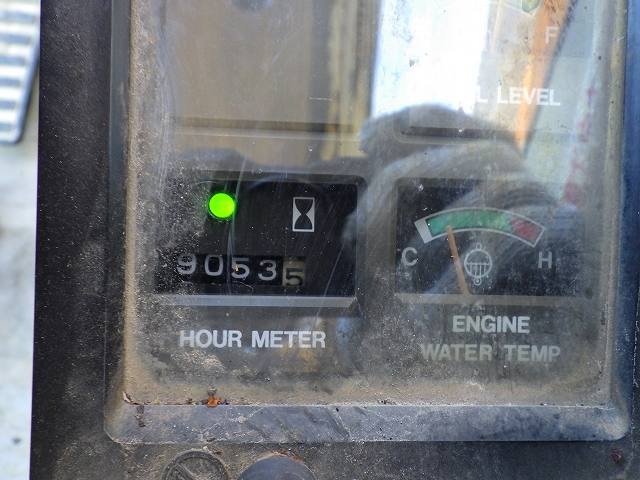 F
LEVEL
90535
C
H
HOUR METER
ENGINE
WATER TEMP